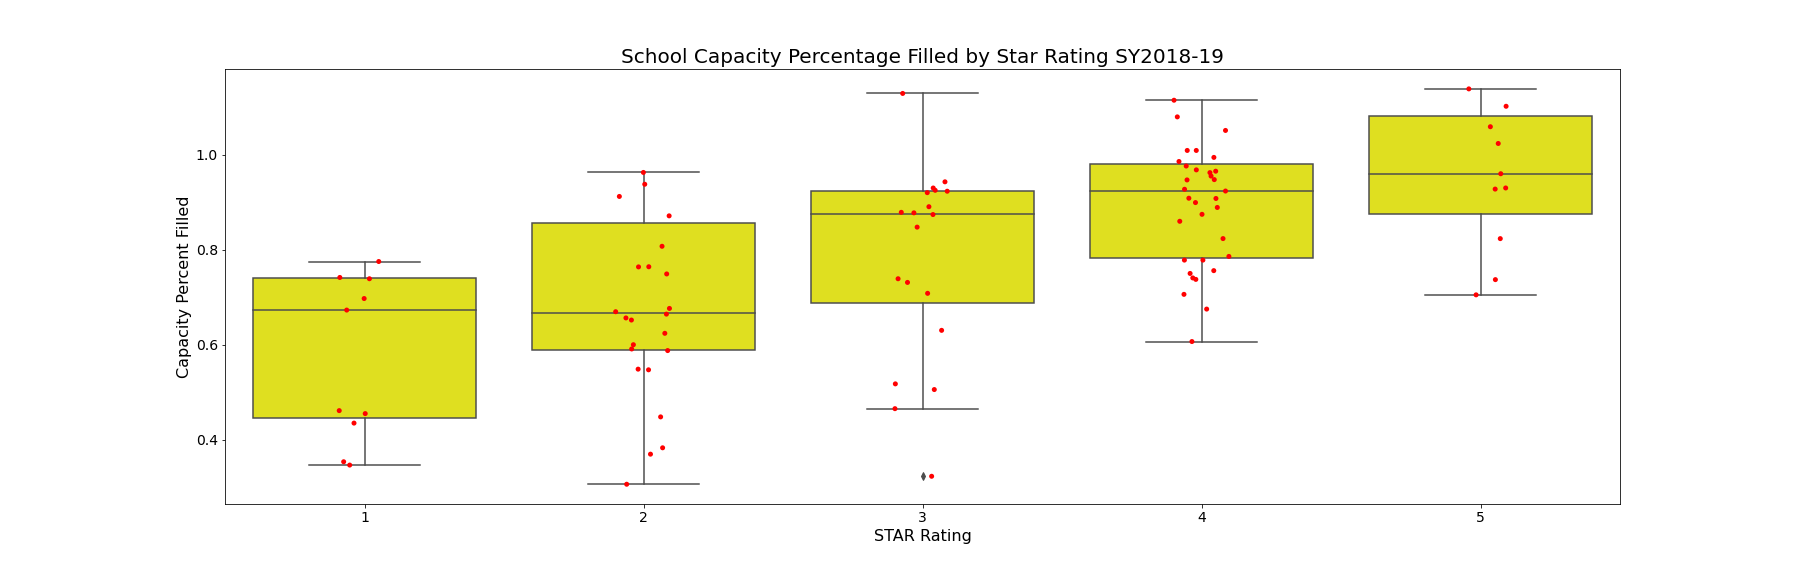 School Capacity Percentage Filled by Star Rating SY2018-19
Capacity Percent Filled
1.0
0.8
0.6
0.4
1 2 3 4 5
STAR Rating